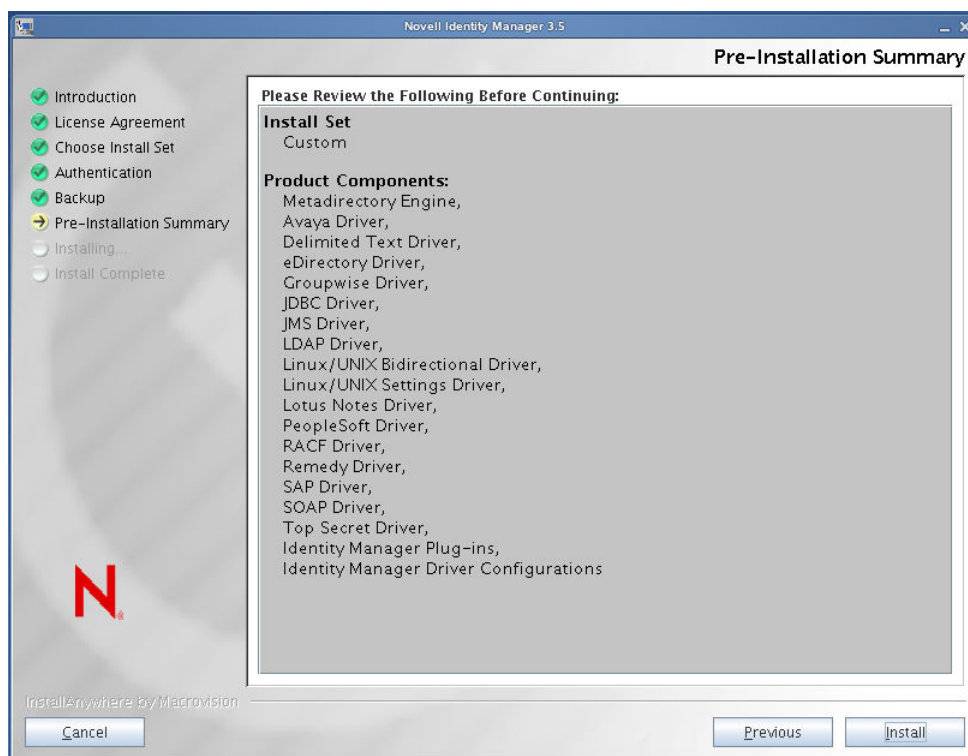 Novell Identity Manager 3.5
Pre-Installation Summary
Introduction
License Agreement
Choose Install Set
Authentication
Backup
Pre-Installation Summary
Installing...
Install Complete
Please Review the Following Before Continuing:
Install Set
Custom
Product Components:
Metadirectory Engine,
Avaya Driver,
Delimited Text Driver,
eDirectory Driver,
Groupwise Driver,
JDBC Driver,
JMS Driver,
LDAP Driver,
Linux/UNIX Bidirectional Driver,
Linux/UNIX Settings Driver,
Lotus Notes Driver,
PeopleSoft Driver,
RACF Driver,
Remedy Driver,
SAP Driver,
SOAP Driver,
Top Secret Driver,
Identity Manager Plug-ins,
Identity Manager Driver Configurations
N®
InstallAnywhere by Macrovision
Cancel
Previous
Install